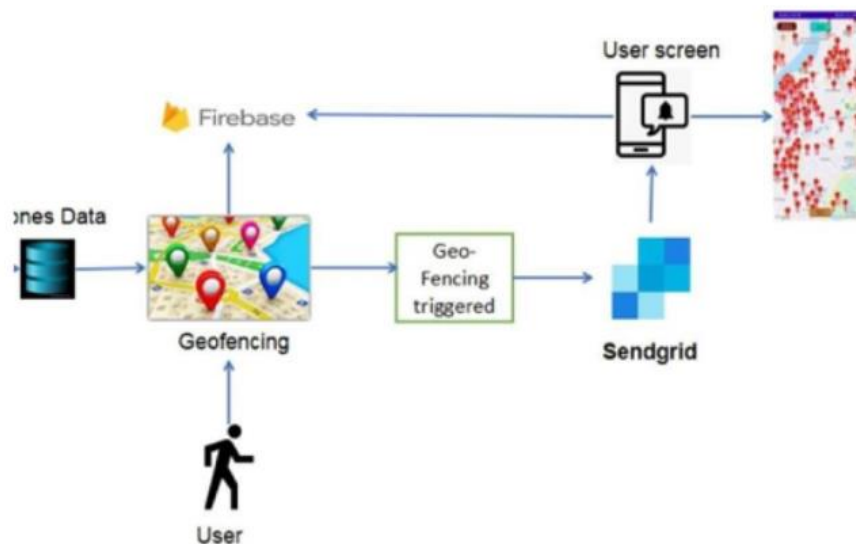 User screen
Firebase
ones Data
Geo-
Fencing
triggered
Geofencing
Sendgrid
User